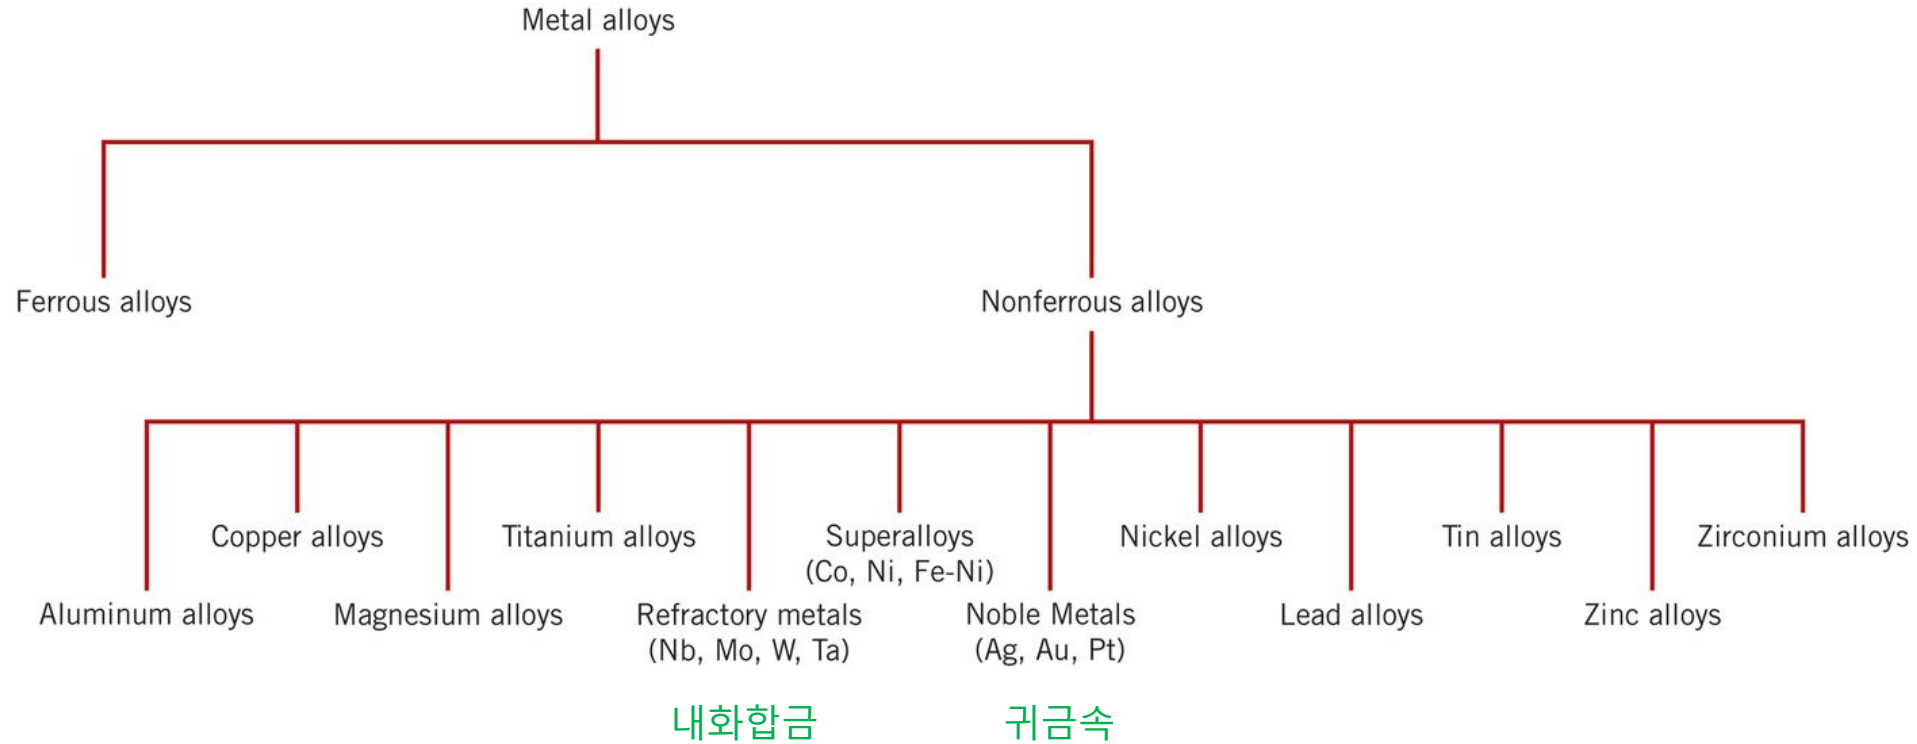 Metal alloys
Ferrous alloys
Nonferrous alloys
Copper alloys
Titanium alloys
Superalloys
(Co, Ni, Fe-Ni)
Nickel alloys
Tin alloys
Zirconium alloys
Aluminum alloys
Magnesium alloys
Refractory metals
(Nb, Mo, W, Ta)
Noble Metals
(Ag, Au, Pt)
Lead alloys
Zinc alloys
내화합금
귀금속